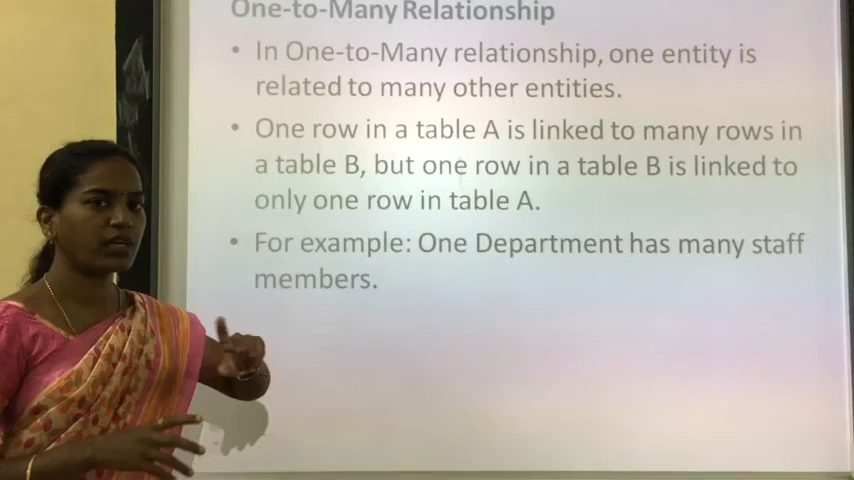 One-to-Many Relationship
• In One-to-Many relationship, one entity is
related to many other entities.
• One row in a table A is linked to many rows in
a table B, but one row in a table B is linked to
only one row in table A.
• For example: One Department has many staff
members.